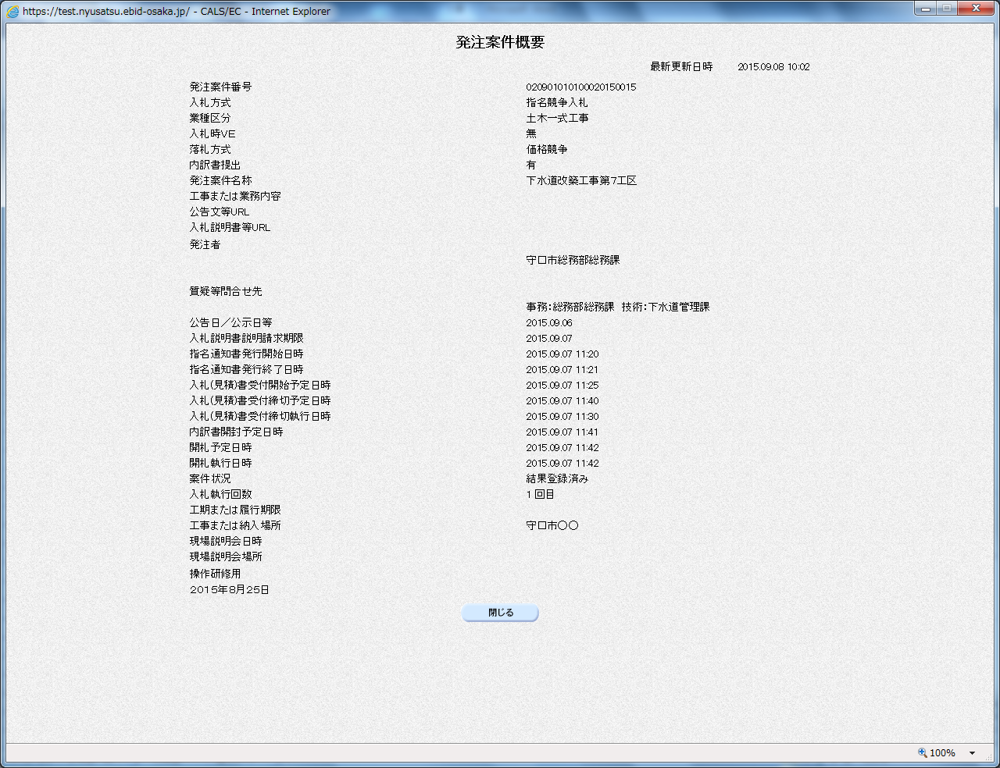 https://test.nyusatsu.ebid-osaka.jp/ - CALS/EC - Internet Explorer
発注案件概要
最新更新日時 2015.09.08 10:02
発注案件番号 020901010100020150015
入札方式 指名競争入札
業種区分 土木一式工事
入札時VE 無
落札方式 価格競争
内訳書提出 有
発注案件名称 下水道改築工事第7工区
工事または業務内容
公告文等URL
入札説明書等URL
発注者
守口市総務部総務課
質疑等問合せ先
事務：総務部総務課 技術：下水道管理課
公告日／公示日等 2015.09.06
入札説明書説明請求期限 2015.09.07
指名通知書発行開始日時 2015.09.07 11:20
指名通知書発行終了日時 2015.09.07 11:21
入札(見積)書受付開始予定日時 2015.09.07 11:25
入札(見積)書受付締切予定日時 2015.09.07 11:40
入札(見積)書受付締切執行日時 2015.09.07 11:30
内訳書開封予定日時 2015.09.07 11:41
開札予定日時 2015.09.07 11:42
開札執行日時 2015.09.07 11:42
案件状況 結果登録済み
入札執行回数 1 回目
工期または履行期限
工事または納入場所 守口市〇〇
現場説明会日時
現場説明会場所
操作研修用
２０１５年８月２５日
閉じる
100%